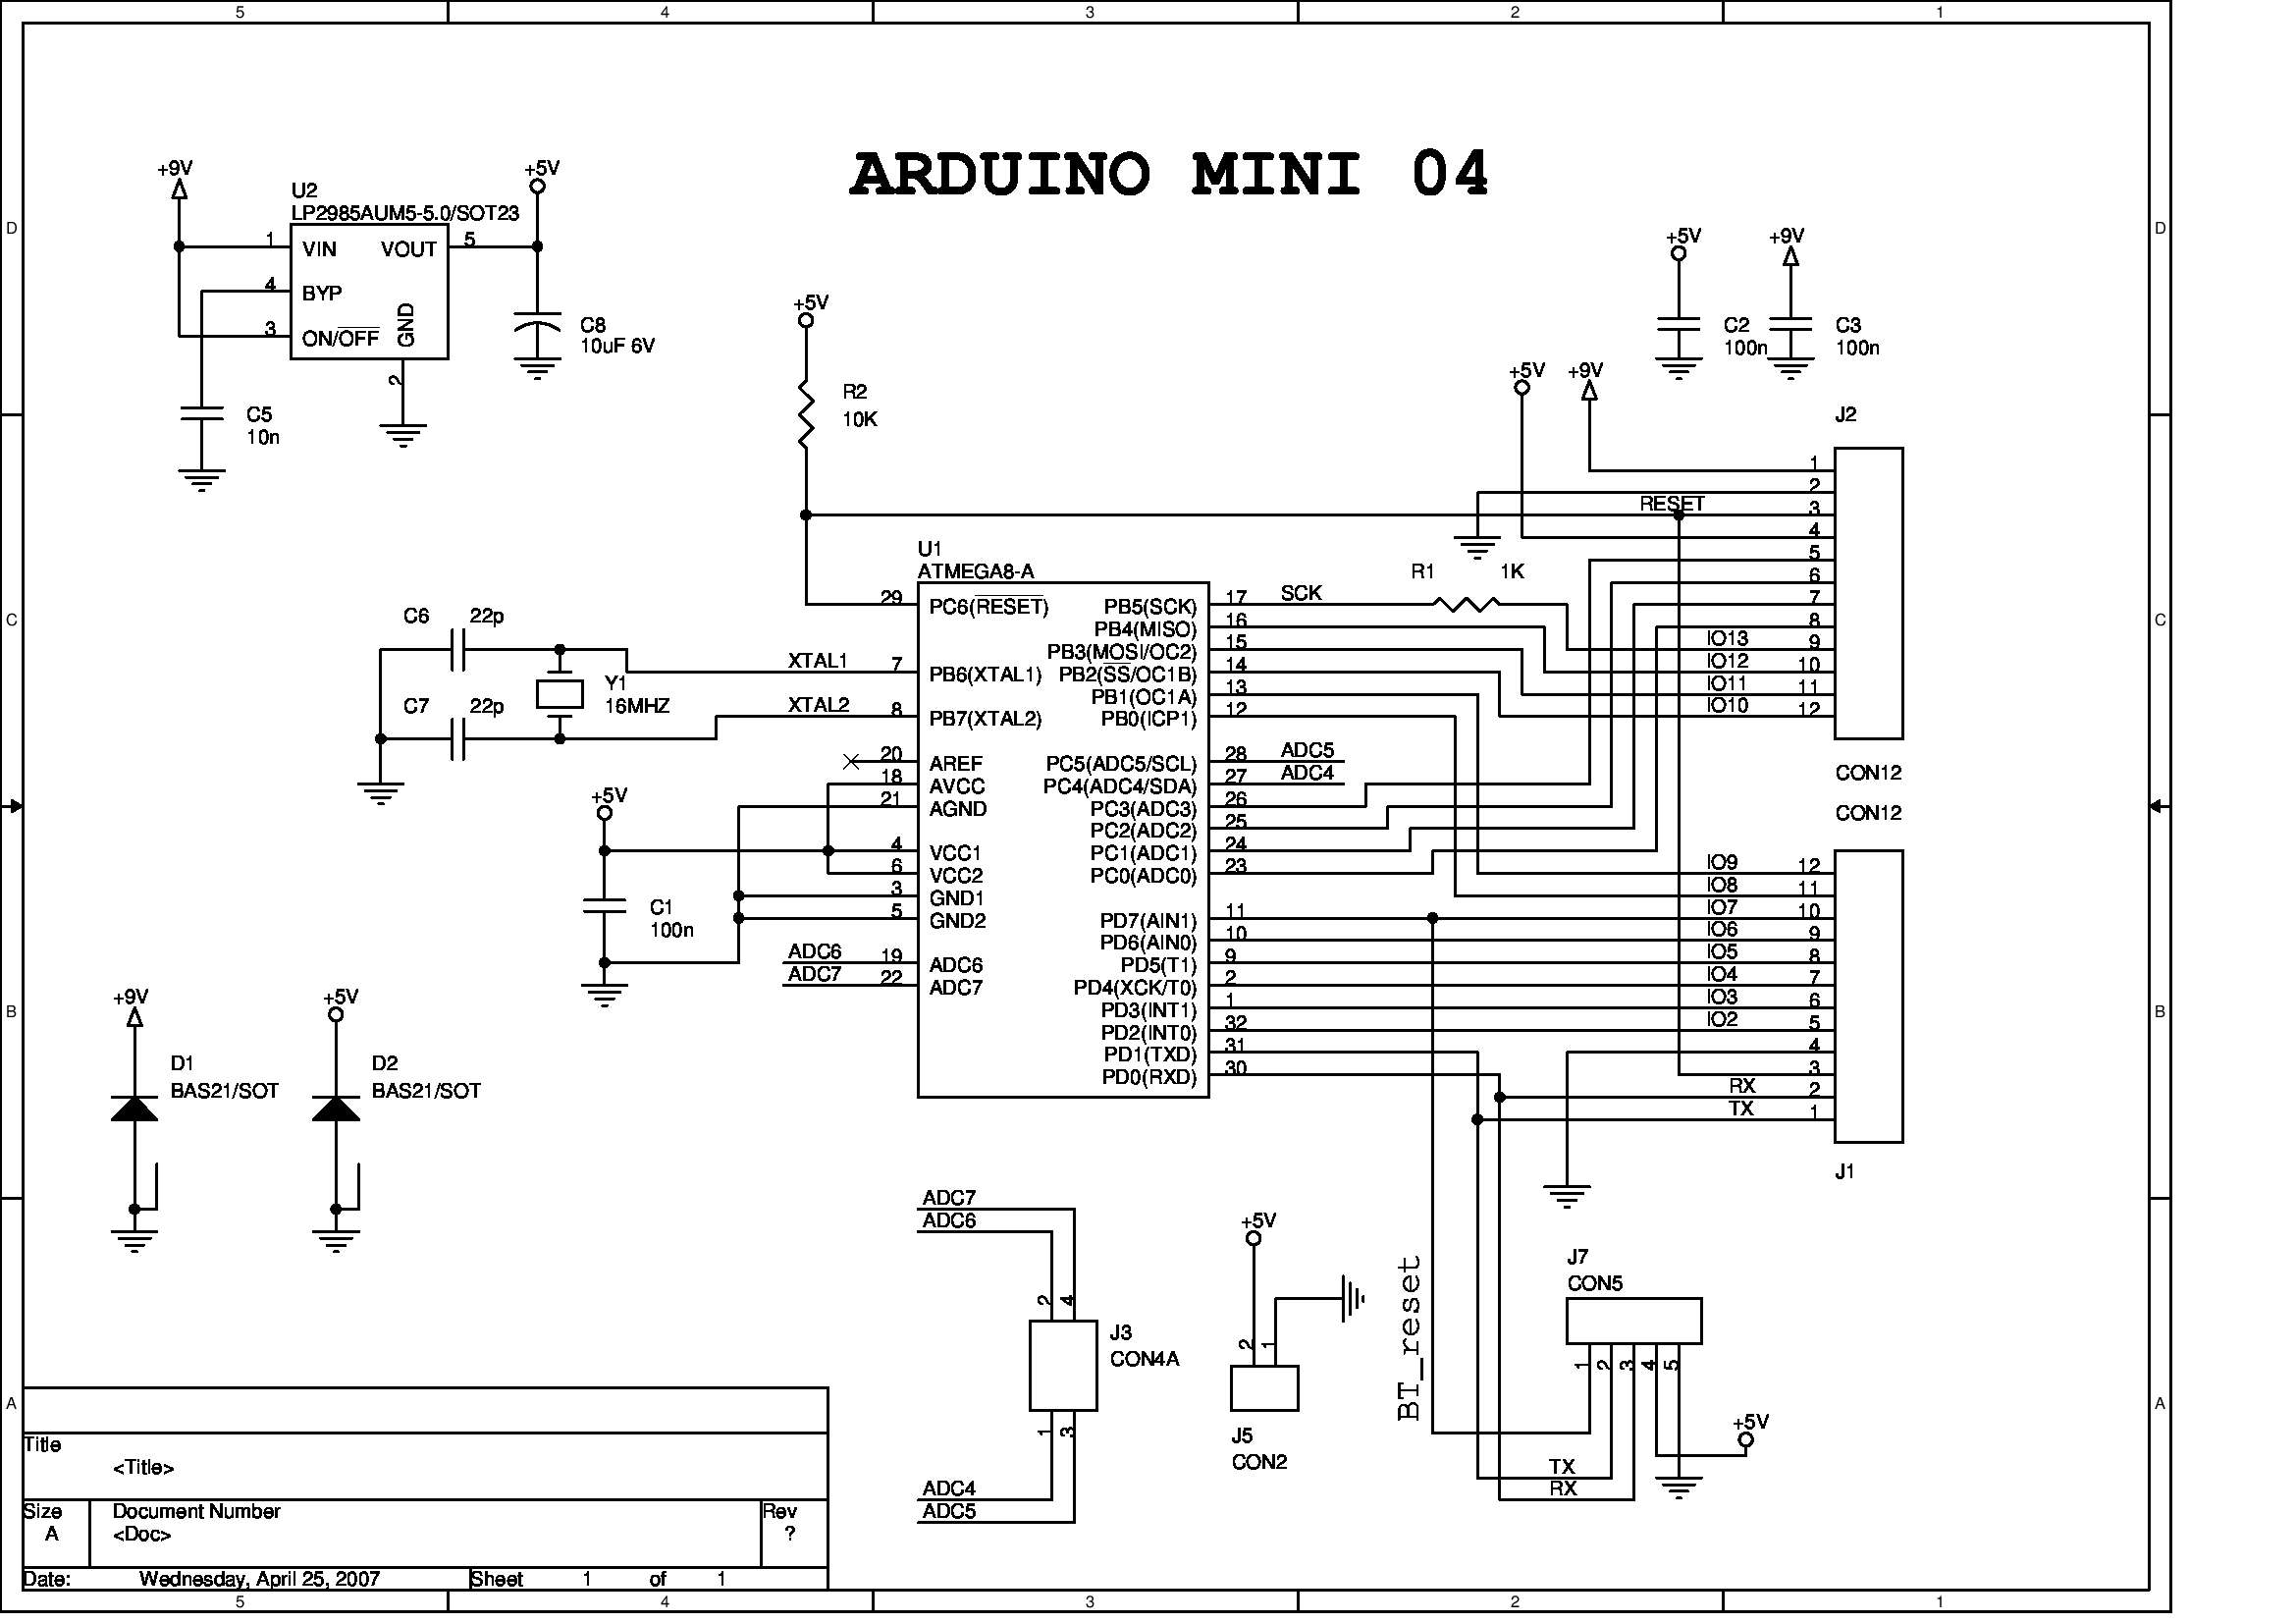 5 4 3 2 1
D
C
B
A
D
C
B
A
ARDUINO MINI 04
+9V
U2
LP2985AUM5-5.0/SOT23
+5V
1 VIN VOUT 5
4 BYP
3 ON/OFF GND
2
C8
10uF 6V
C5
10n
+5V
R2
10K
+5V +9V
C2
100n
C3
100n
+5V +9V
J2
1
2
RESET 3
4
5
6
7
8
IO13 9
IO12 10
IO11 11
IO10 12
CON12
R1 1K
U1
ATMEGA8-A
29 PC6(RESET) PB5(SCK) 17 SCK
PB4(MISO) 16
PB3(MOSI/OC2) 15
7 PB6(XTAL1) PB2(SS/OC1B) 14
PB1(OC1A) 13
8 PB7(XTAL2) PB0(ICP1) 12
20 AREF PC5(ADC5/SCL) 28 ADC5
18 AVCC PC4(ADC4/SDA) 27 ADC4
21 AGND PC3(ADC3) 26
PC2(ADC2) 25
4 VCC1 PC1(ADC1) 24
6 VCC2 PC0(ADC0) 23
3 GND1
5 GND2 PD7(AIN1) 11
PD6(AIN0) 10
ADC6 19 ADC6 PD5(T1) 9
ADC7 22 ADC7 PD4(XCK/T0) 2
PD3(INT1) 1
PD2(INT0) 32
PD1(TXD) 31
PD0(RXD) 30
C6 22p
XTAL1
Y1
16MHZ
C7 22p
XTAL2
+5V
C1
100n
CON12
IO9 12
IO8 11
IO7 10
IO6 9
IO5 8
IO4 7
IO3 6
IO2 5
4
3
RX 2
TX 1
J1
+9V
D1
BAS21/SOT
+5V
D2
BAS21/SOT
ADC7
ADC6
2 4
J3
CON4A
1 3
ADC4
ADC5
+5V
2 1
J5
CON2
BT_reset
J7
CON5
1 2 3 4 5
+5V
TX
RX
Title
<Title>
Size
A
Document Number
<Doc>
Rev
?
Date: Wednesday, April 25, 2007 Sheet 1 of 1
5 4 3 2 1